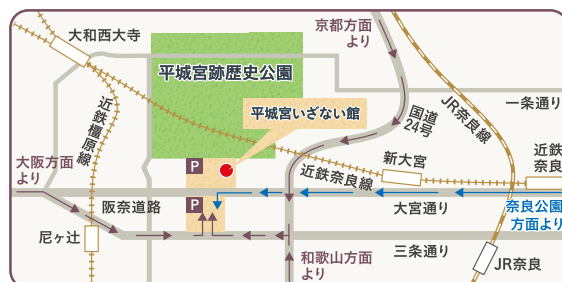 京都方面
より
大和西大寺
平城宮跡歴史公園
平城宮いざない館
国道
24号
JR奈良線
一条通り
近鉄橿原線
大阪方面
より
P
近鉄奈良線
新大宮
近鉄
奈良
阪奈道路
P
大宮通り
奈良公園
方面より
尼ヶ辻
和歌山方面
より
三条通り
JR奈良